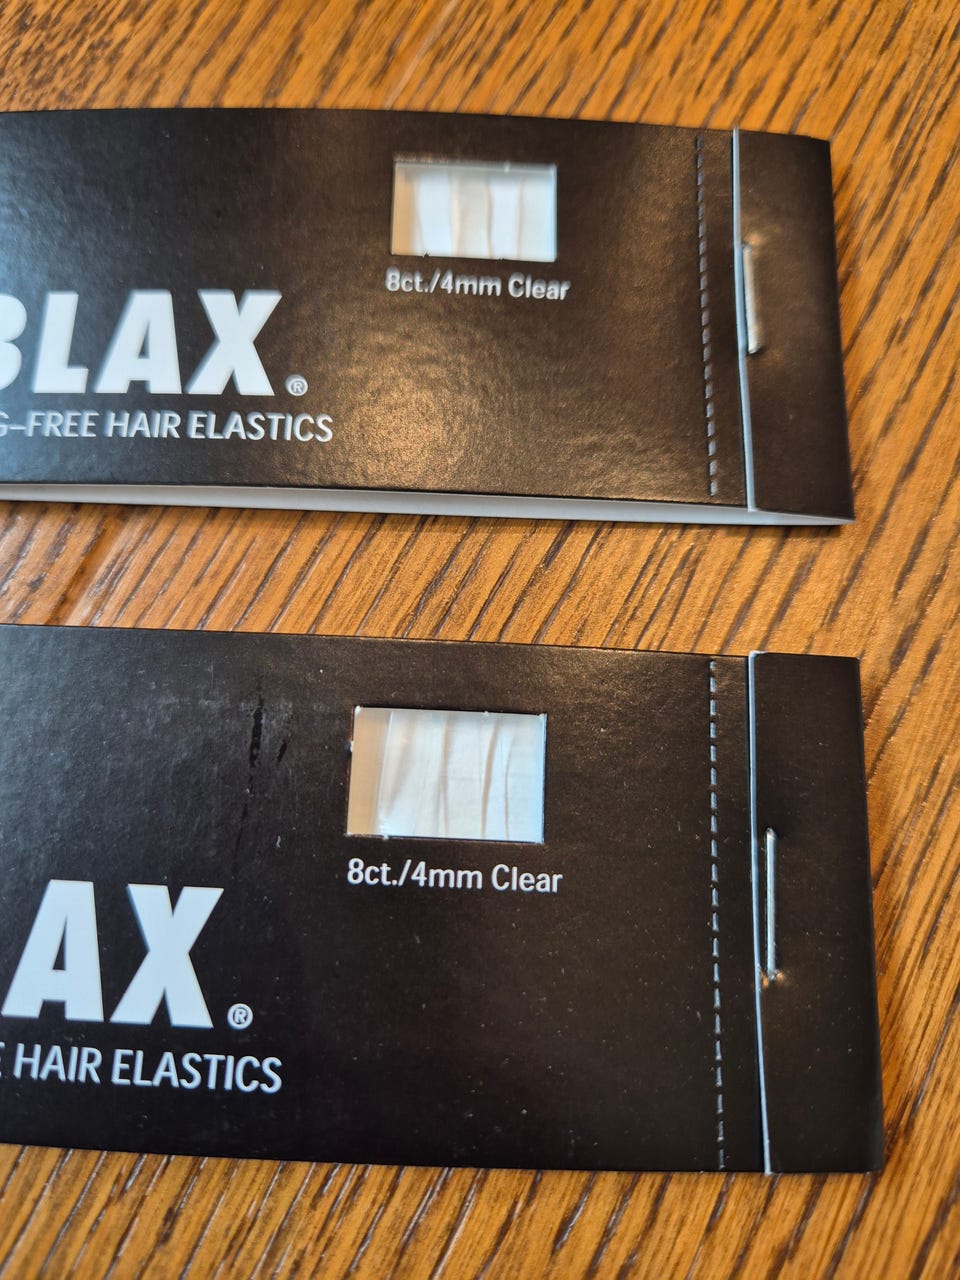 8ct./4mm Clear
BLAX®
G–FREE HAIR ELASTICS
8ct./4mm Clear
AX®
E HAIR ELASTICS